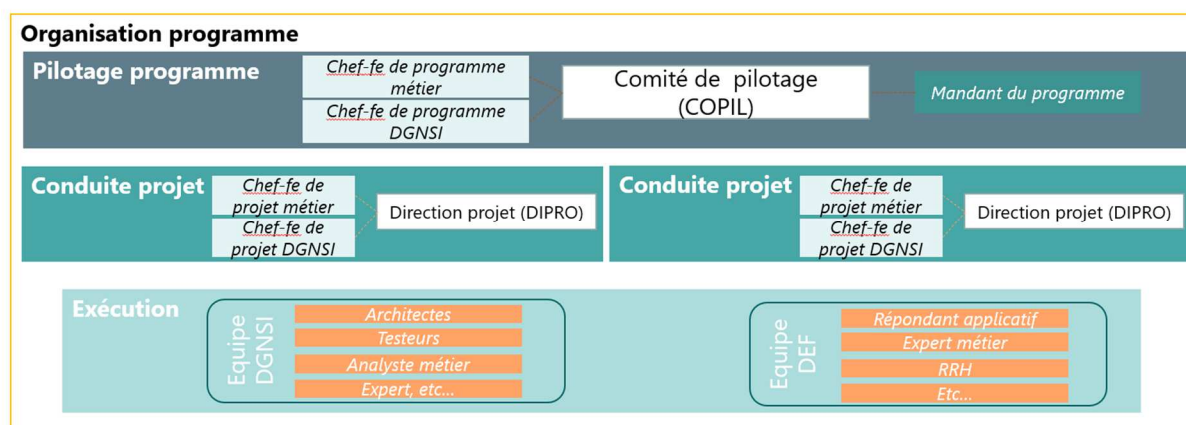 Organisation programme
Pilotage programme
Chef-fe de programme
métier
Chef-fe de programme
DGNSI
Comité de pilotage
(COPIL)
Mandant du programme
Conduite projet
Chef-fe de
projet métier
Chef-fe de
projet DGNSI
Direction projet (DIPRO)
Conduite projet
Chef-fe de
projet métier
Chef-fe de
projet DGNSI
Direction projet (DIPRO)
Exécution
Equipe
DGNSI
Architectes
Testeurs
Analyste métier
Expert, etc...
Equipe
DEF
Répondant applicatif
Expert métier
RRH
Etc...